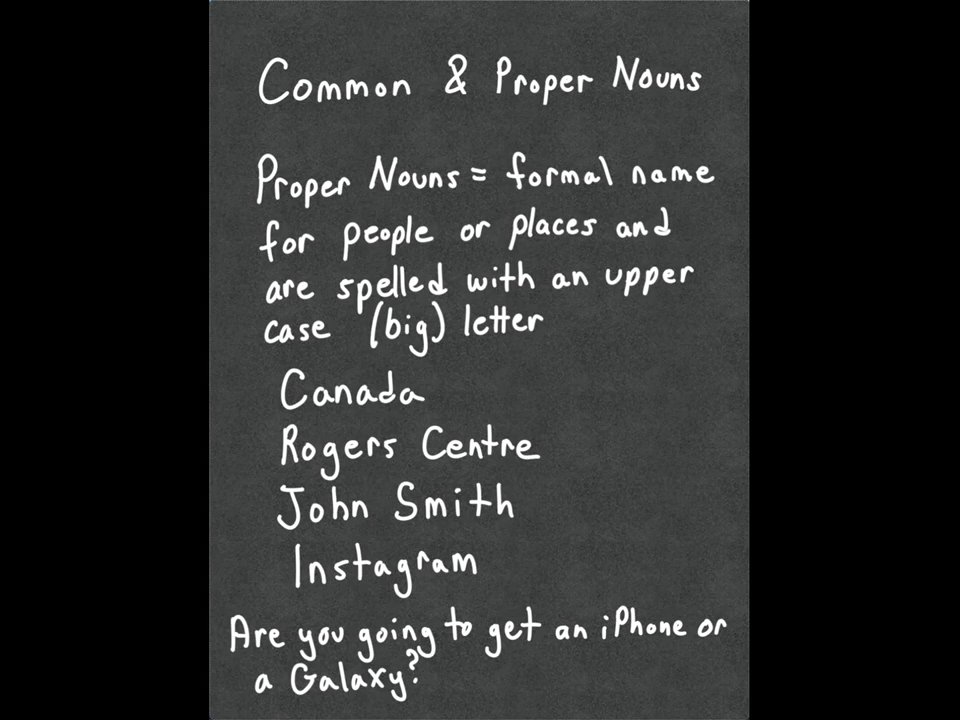 Common & Proper Nouns
Proper Nouns = formal name
for people or places and
are spelled with an upper
case (big) letter
Canada
Rogers Centre
John Smith
Instagram
Are you going to get an iPhone or
a Galaxy?